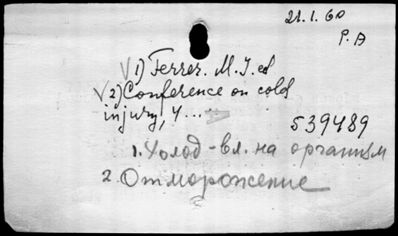 21.1.60
P. A
√1) Ferrer. M.I. ed
√2) Conference on cold
injury, 4...
539489
1. Холод - вл. на организм
2. Отморожение